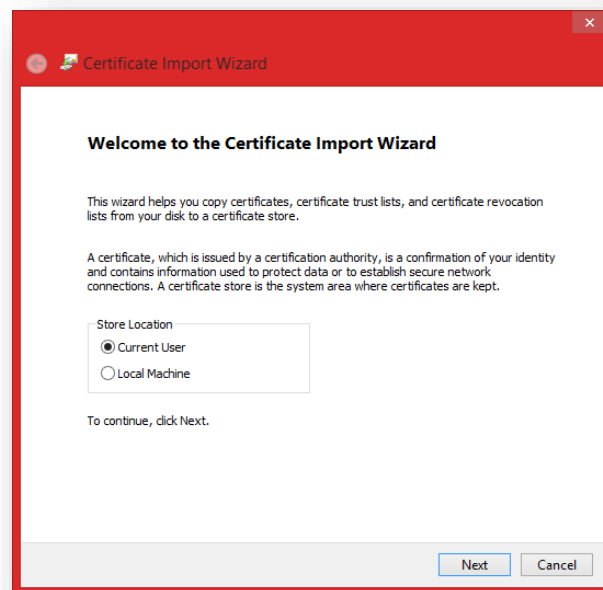 Certificate Import Wizard
Welcome to the Certificate Import Wizard
This wizard helps you copy certificates, certificate trust lists, and certificate revocation
lists from your disk to a certificate store.
A certificate, which is issued by a certification authority, is a confirmation of your identity
and contains information used to protect data or to establish secure network
connections. A certificate store is the system area where certificates are kept.
Store Location
Current User
Local Machine
To continue, click Next.
Next Cancel